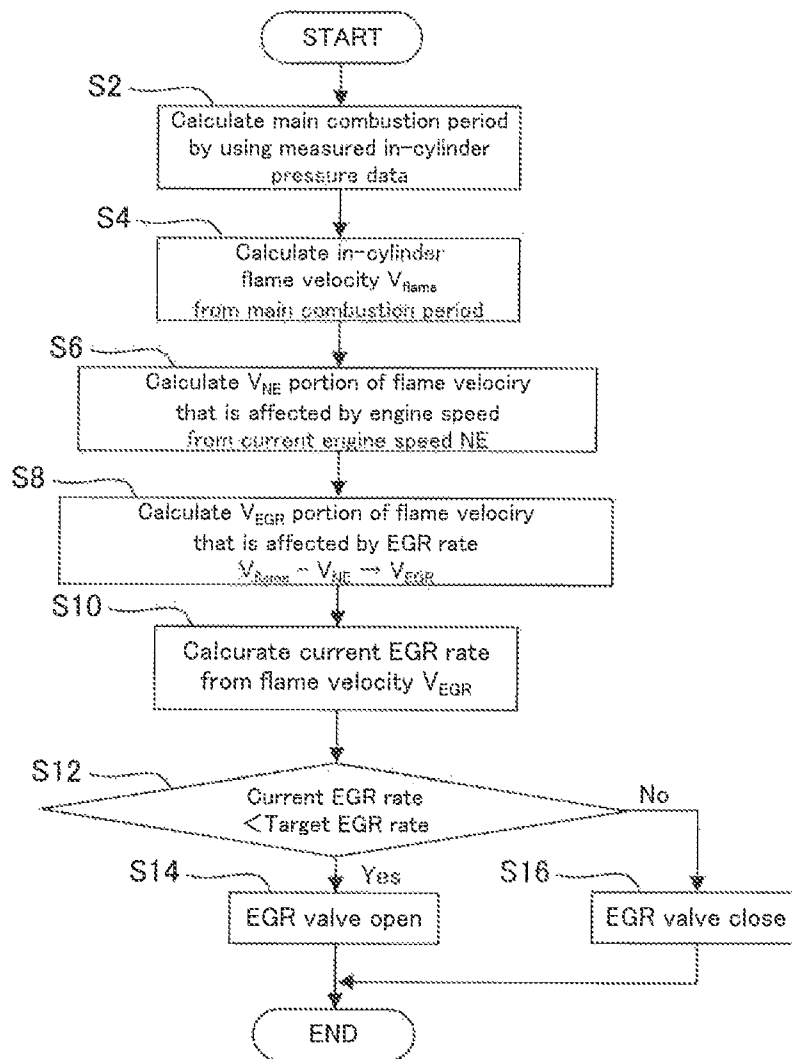 START
S2
Calculate main combustion period
by using measured in-cylinder
pressure data
S4
Calculate in-cylinder
flame velocity Vflame
from main combustion period
S6
Calculate VNE portion of flame velociry
that is affected by engine speed
from current engine speed NE
S8
Calculate VEGR portion of flame velociry
that is affected by EGR rate
Vflame - VNE → VEGR
S10
Calcurate current EGR rate
from flame velocity VEGR
S12
Current EGR rate
<Target EGR rate
No
S14
Yes
S16
EGR valve open
EGR valve close
END